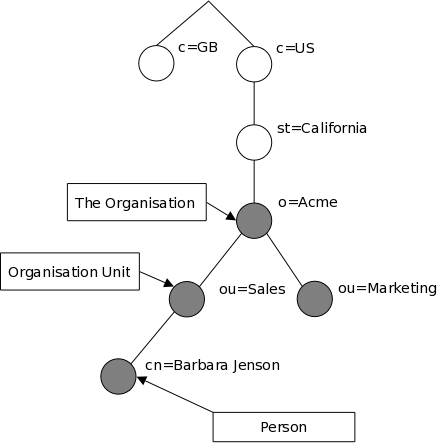 c=GB
c=US
st=California
The Organisation
o=Acme
Organisation Unit
ou=Sales
ou=Marketing
cn=Barbara Jenson
Person